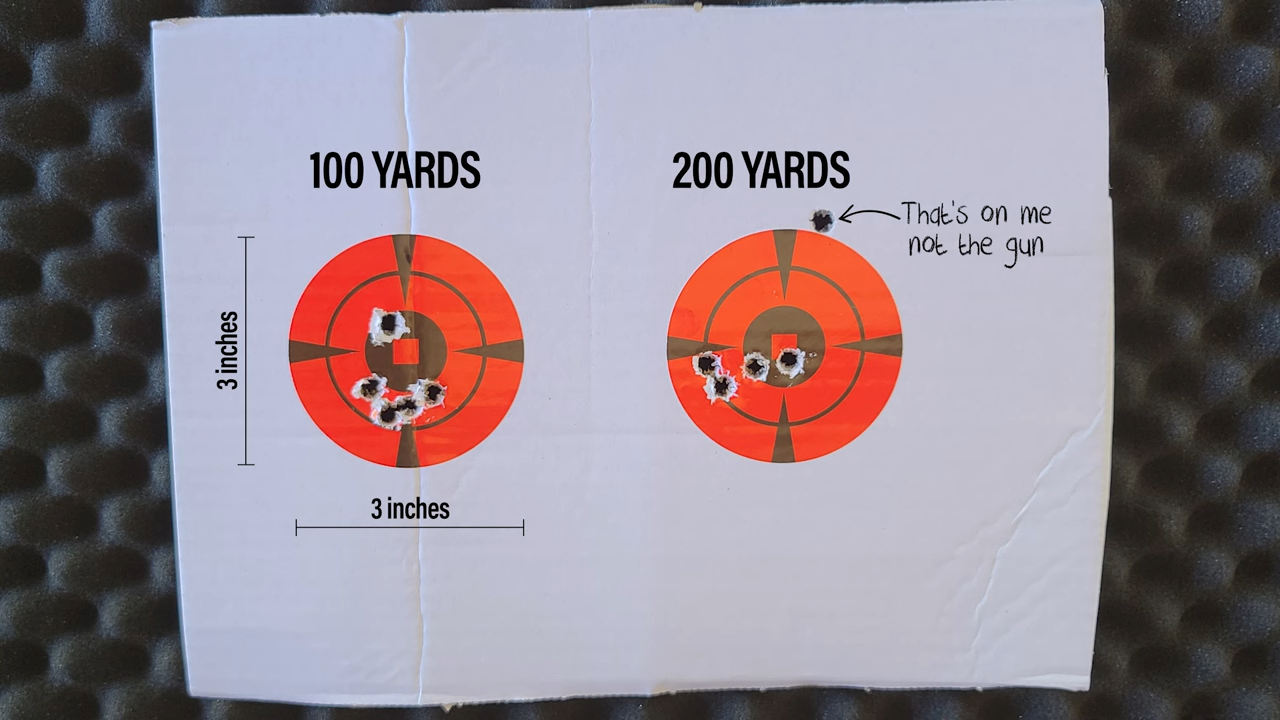 100 YARDS
200 YARDS
That's on me
not the gun
3 inches
3 inches